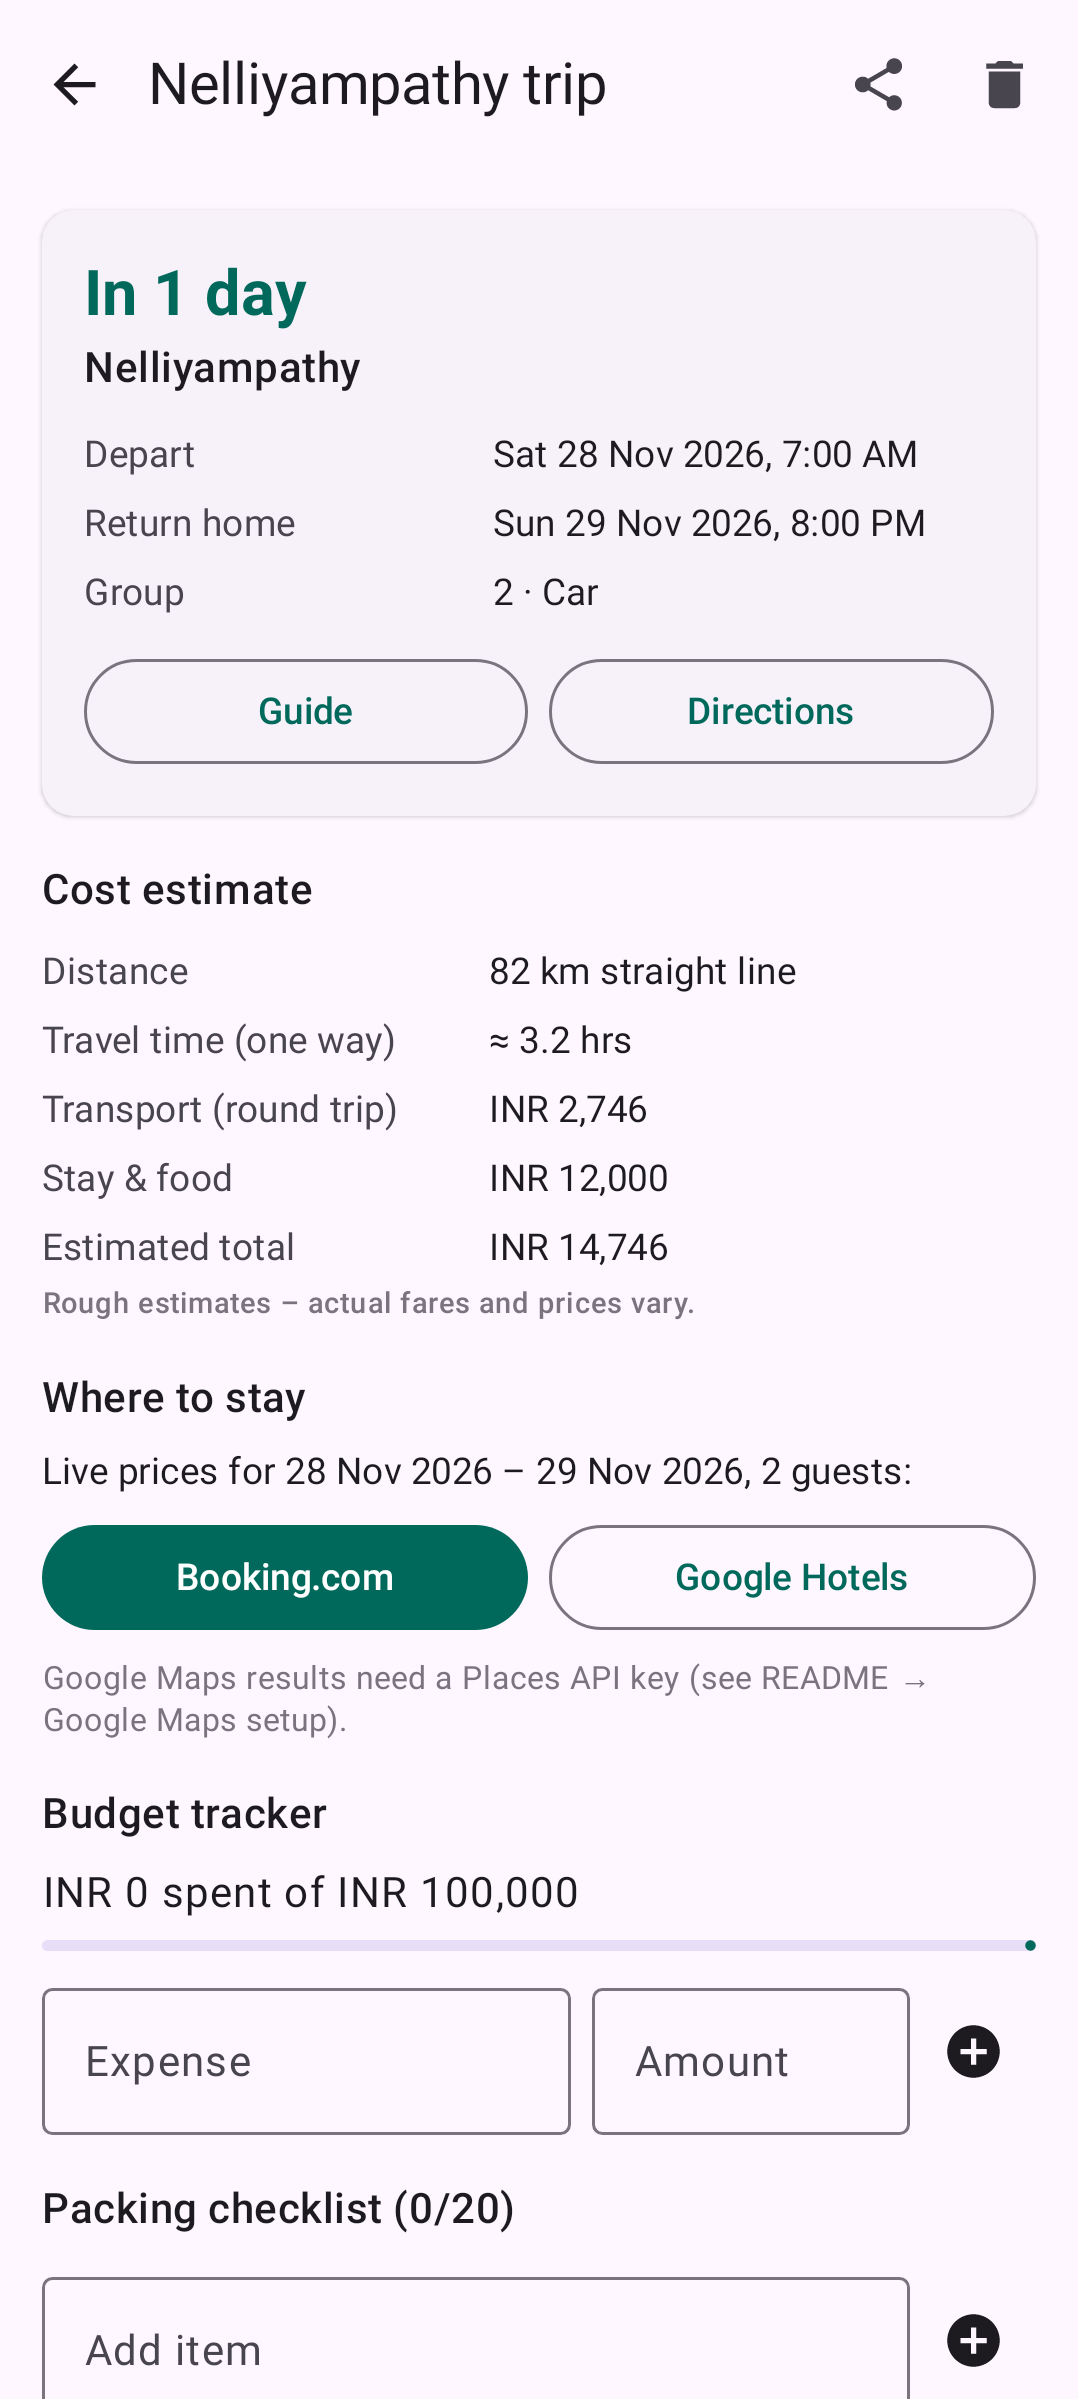 Nelliyampathy trip
In 1 day
Nelliyampathy
Depart Sat 28 Nov 2026, 7:00 AM
Return home Sun 29 Nov 2026, 8:00 PM
Group 2 · Car
Guide Directions
Cost estimate
Distance 82 km straight line
Travel time (one way) ≈ 3.2 hrs
Transport (round trip) INR 2,746
Stay & food INR 12,000
Estimated total INR 14,746
Rough estimates – actual fares and prices vary.
Where to stay
Live prices for 28 Nov 2026 – 29 Nov 2026, 2 guests:
Booking.com Google Hotels
Google Maps results need a Places API key (see README →
Google Maps setup).
Budget tracker
INR 0 spent of INR 100,000
Expense Amount
Packing checklist (0/20)
Add item